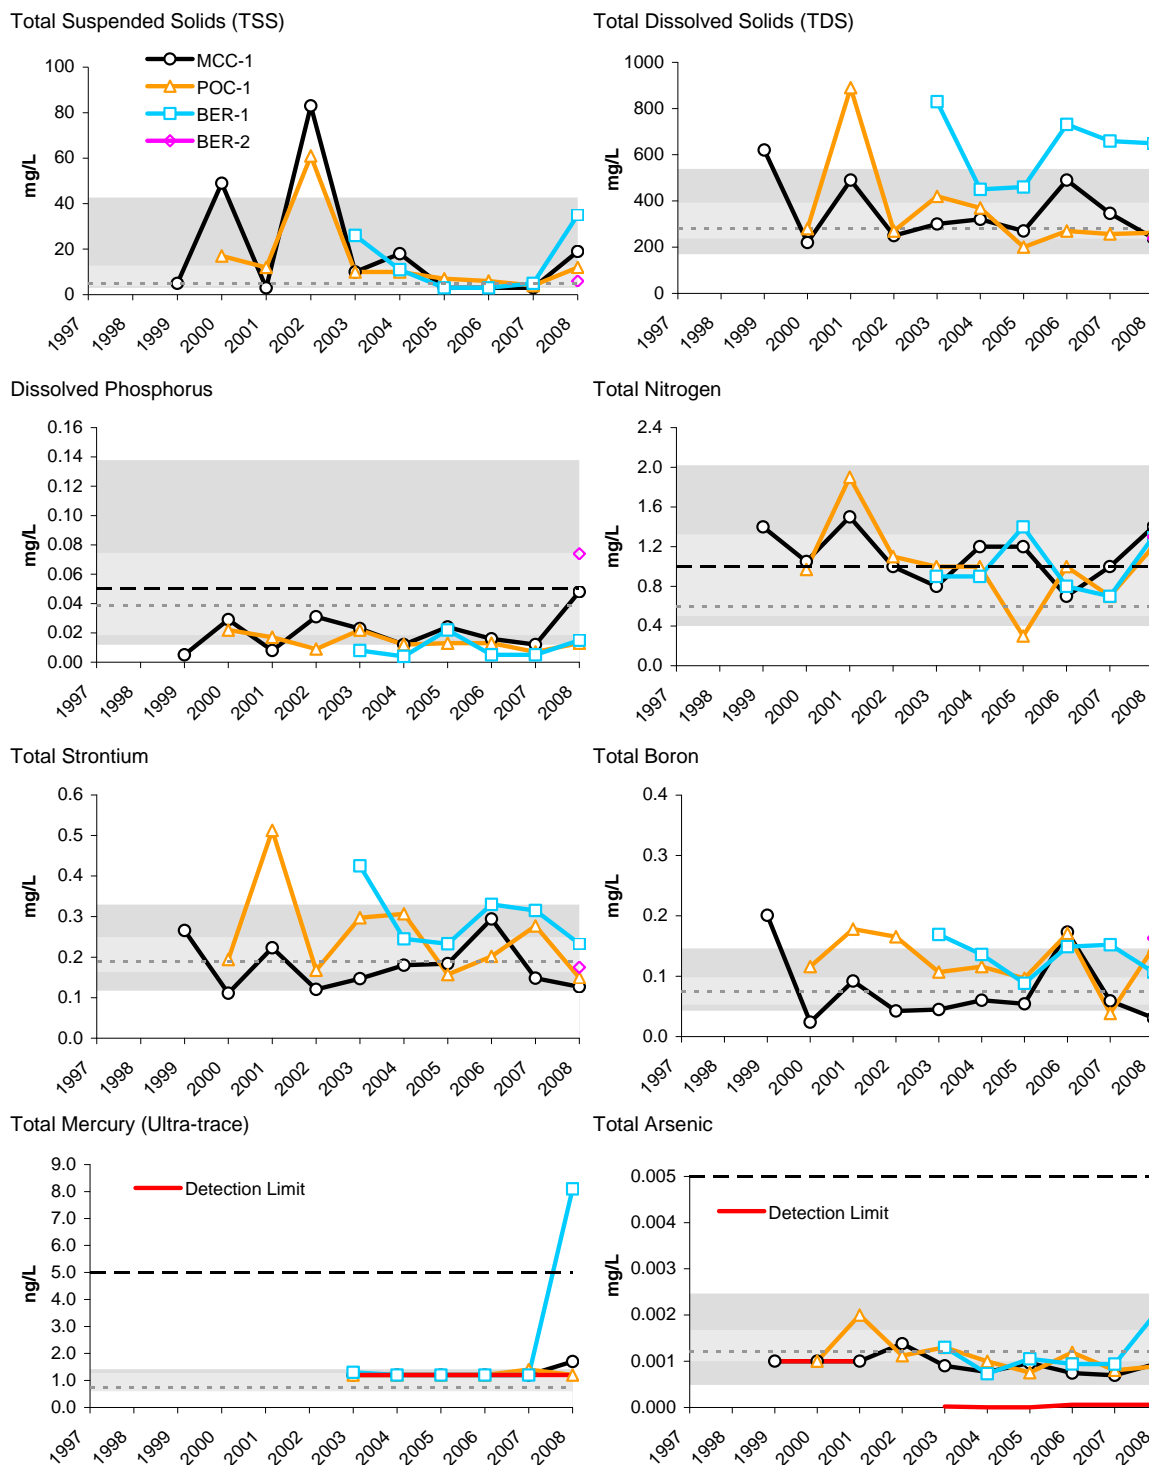 Total Suspended Solids (TSS)
MCC-1
POC-1
BER-1
BER-2
100
80
60
40
20
0
mg/L
1997 1998 1999 2000 2001 2002 2003 2004 2005 2006 2007 2008
Total Dissolved Solids (TDS)
1000
800
600
400
200
0
mg/L
1997 1998 1999 2000 2001 2002 2003 2004 2005 2006 2007 2008
Dissolved Phosphorus
0.16
0.14
0.12
0.10
0.08
0.06
0.04
0.02
0.00
mg/L
1997 1998 1999 2000 2001 2002 2003 2004 2005 2006 2007 2008
Total Nitrogen
2.4
2.0
1.6
1.2
0.8
0.4
0.0
mg/L
1997 1998 1999 2000 2001 2002 2003 2004 2005 2006 2007 2008
Total Strontium
0.6
0.5
0.4
0.3
0.2
0.1
0.0
mg/L
1997 1998 1999 2000 2001 2002 2003 2004 2005 2006 2007 2008
Total Boron
0.4
0.3
0.2
0.1
0.0
mg/L
1997 1998 1999 2000 2001 2002 2003 2004 2005 2006 2007 2008
Total Mercury (Ultra-trace)
9.0
8.0
7.0
6.0
5.0
4.0
3.0
2.0
1.0
0.0
ng/L
Detection Limit
1997 1998 1999 2000 2001 2002 2003 2004 2005 2006 2007 2008
Total Arsenic
0.005
0.004
0.003
0.002
0.001
0.000
mg/L
Detection Limit
1997 1998 1999 2000 2001 2002 2003 2004 2005 2006 2007 2008